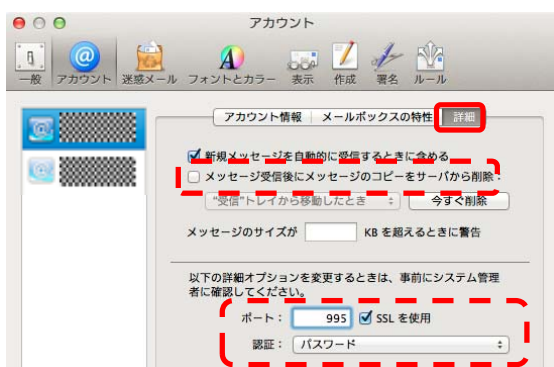 アカウント
一般 アカウント 迷惑メール フォントとカラー 表示 作成 署名 ルール
アカウント情報 メールボックスの特性 詳細
新規メッセージを自動的に受信するときに含める
メッセージ受信後にメッセージのコピーをサーバから削除：
"受信"トレイから移動したとき 今すぐ削除
メッセージのサイズが KB を超えるときに警告
以下の詳細オプションを変更するときは、事前にシステム管理
者に確認してください。
ポート： 995 SSL を使用
認証： パスワード